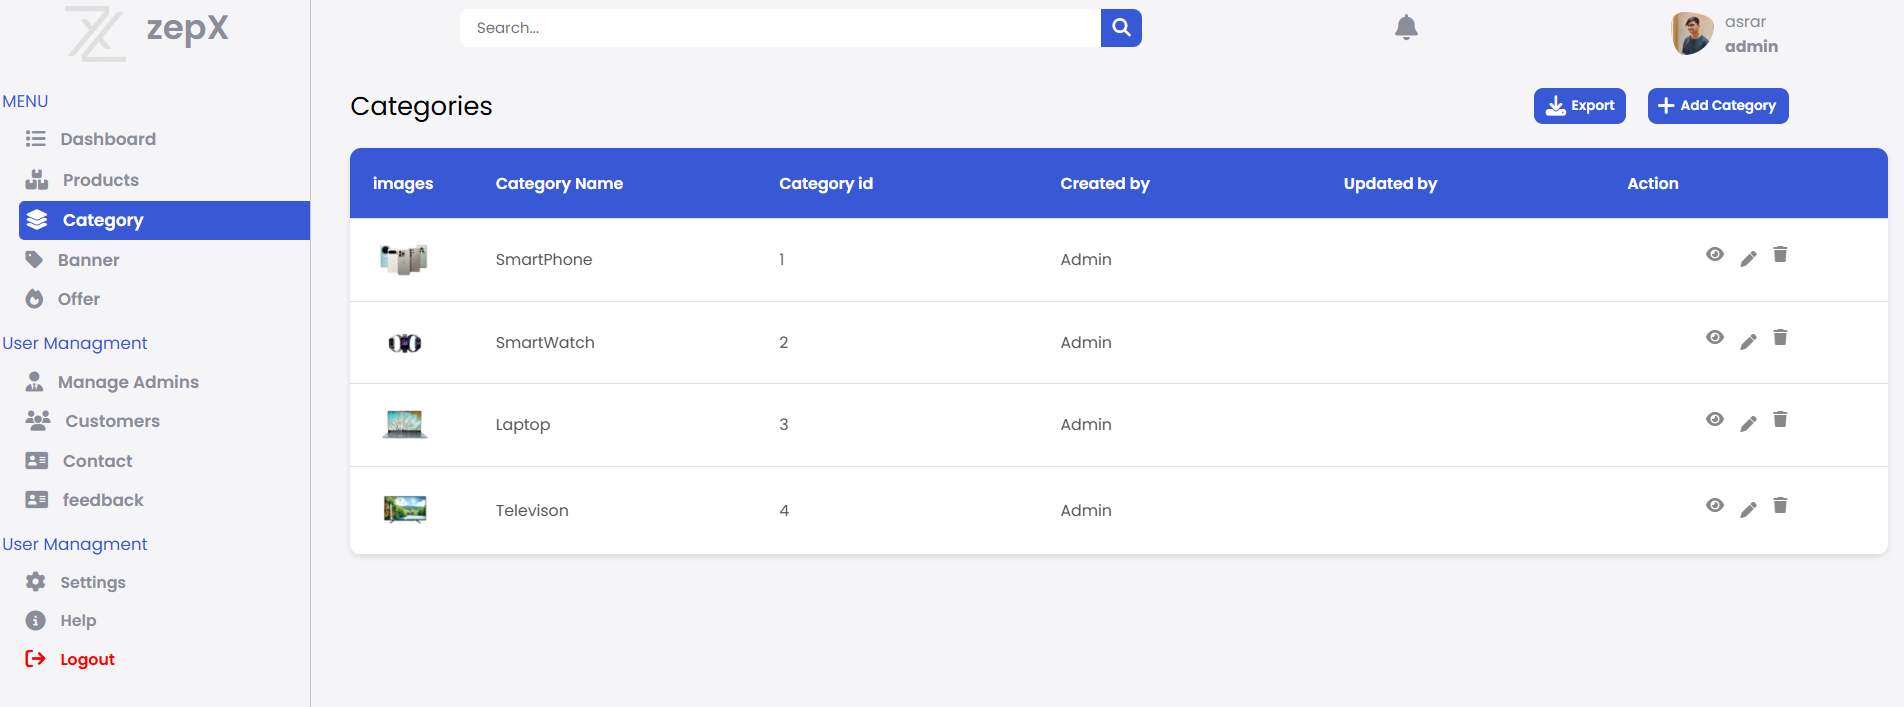 zepX
Search...
asrar
admin
MENU
Dashboard
Products
Category
Banner
Offer
User Managment
Manage Admins
Customers
Contact
feedback
User Managment
Settings
Help
Logout
Categories
Export
Add Category
images Category Name Category id Created by Updated by Action
SmartPhone 1 Admin
SmartWatch 2 Admin
Laptop 3 Admin
Televison 4 Admin